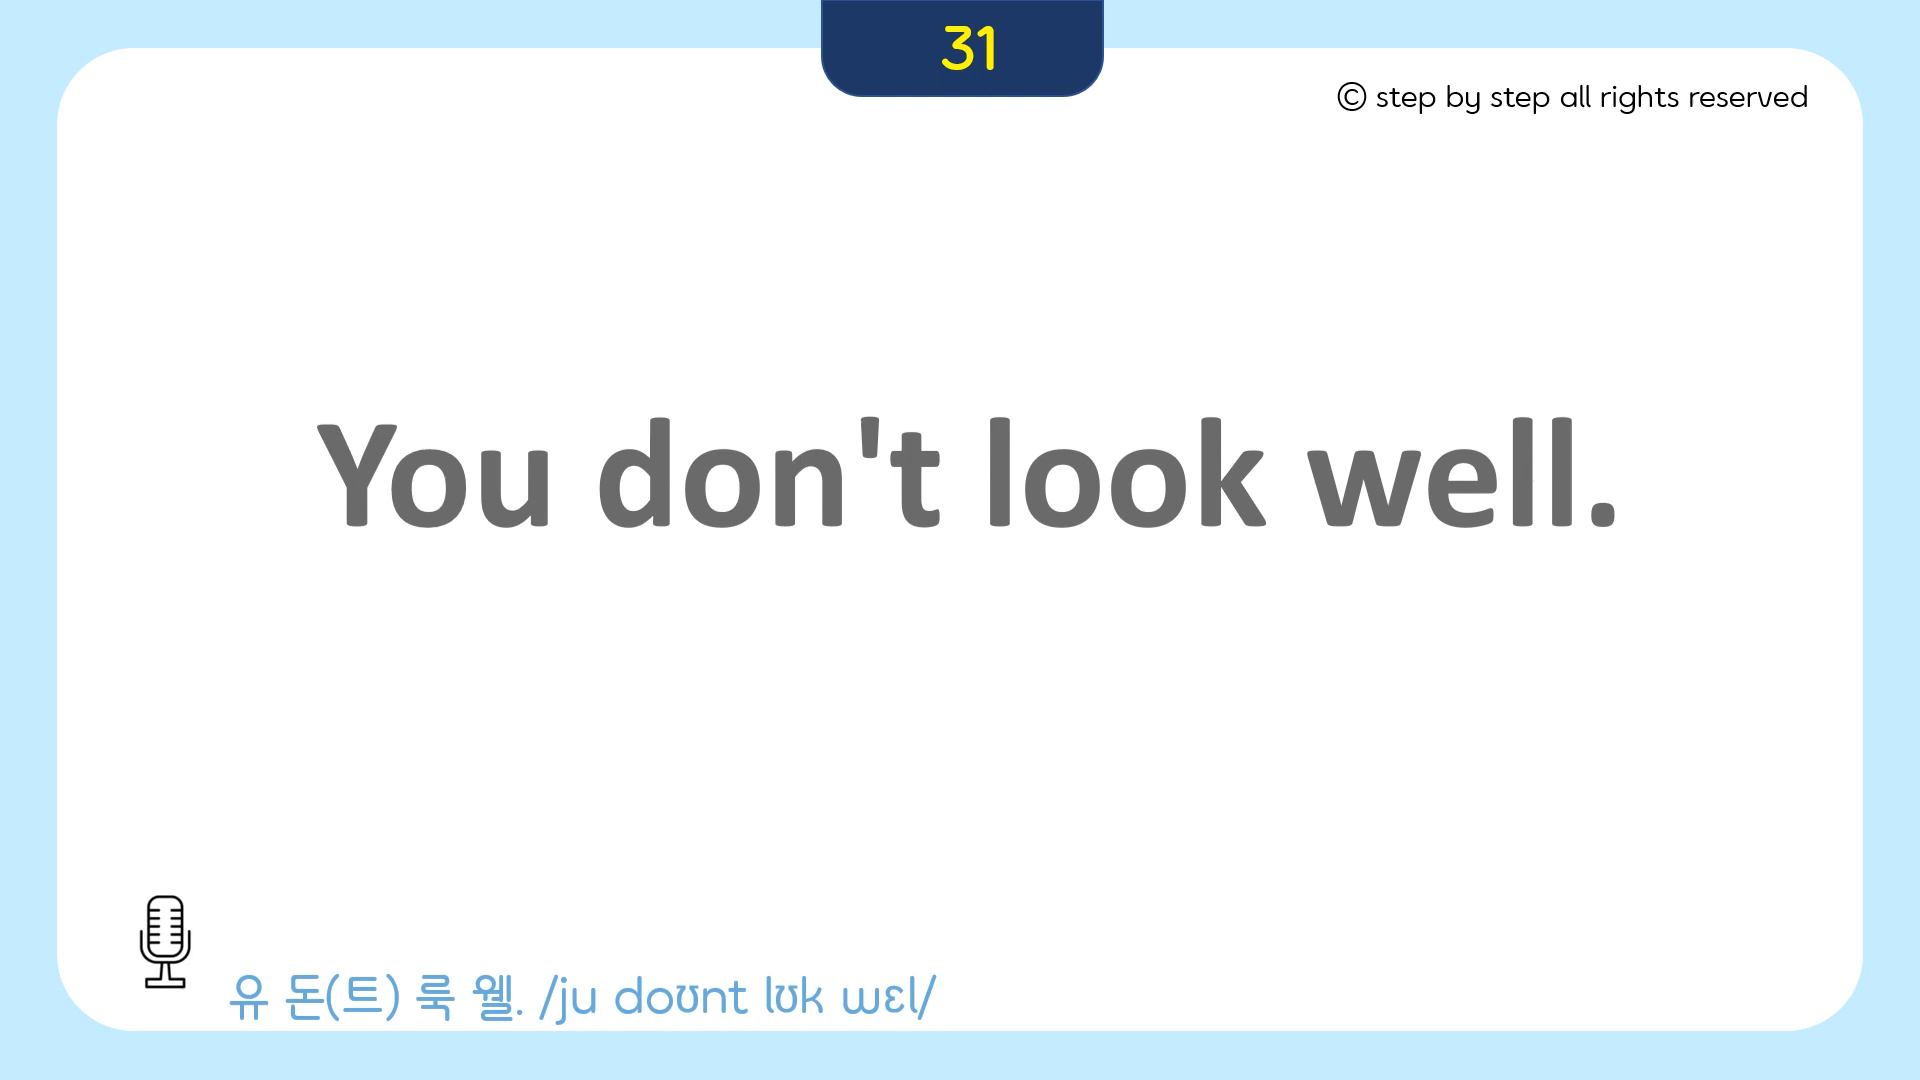 31
© step by step all rights reserved
You don't look well.
유 돈(트) 룩 웰. /ju doʊnt lʊk wɛl/